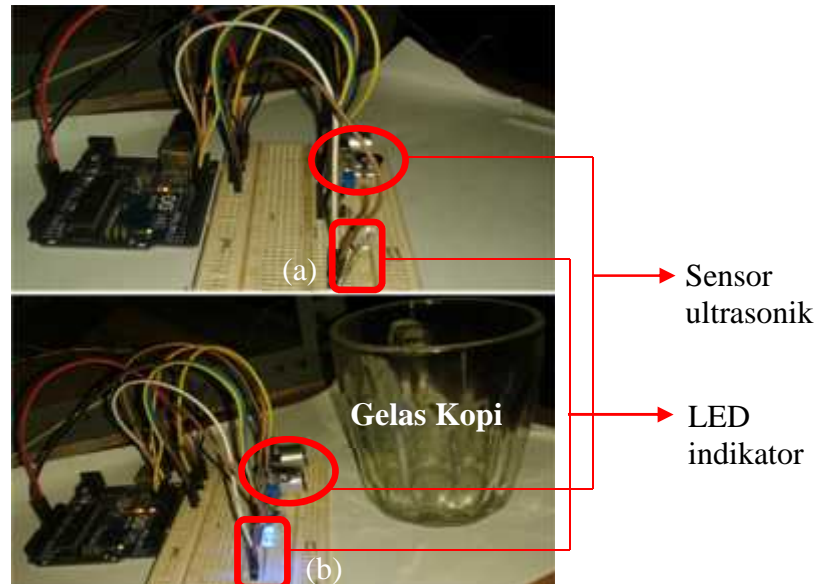 (a)
Sensor
ultrasonik
Gelas Kopi
LED
indikator
(b)